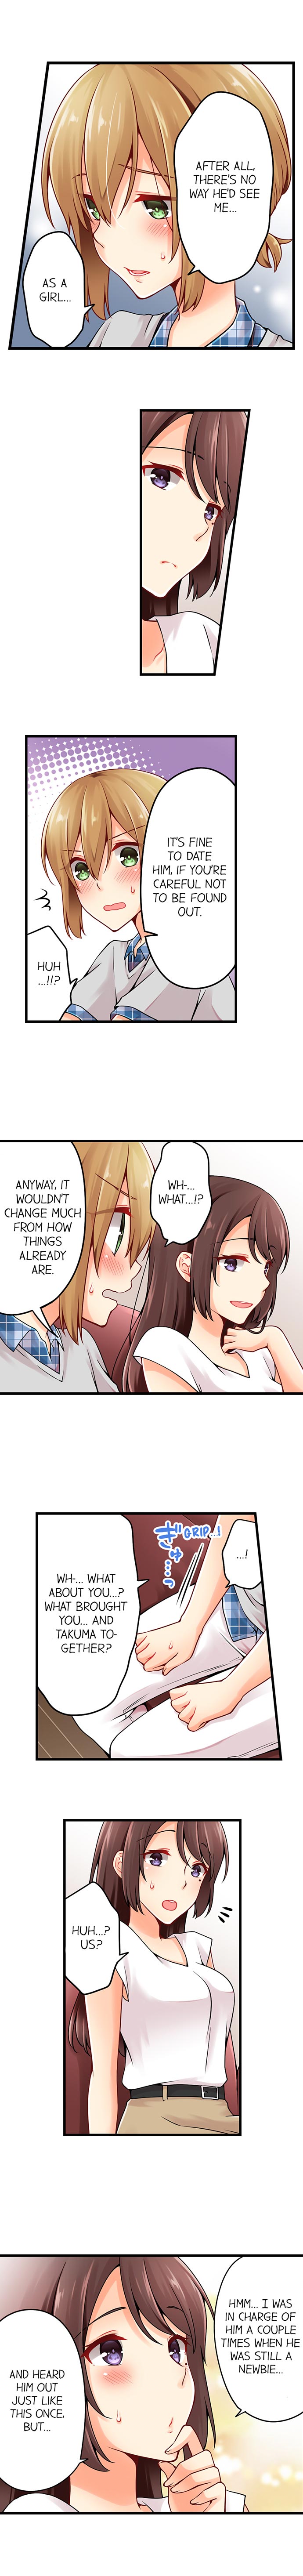 AFTER ALL,
THERE'S NO
WAY HE'D SEE
ME...
AS A
GIRL...
IT'S FINE
TO DATE
HIM, IF YOU'RE
CAREFUL NOT
TO BE FOUND
OUT.
HUH
...!!?
WH-...
WHAT...!?
ANYWAY, IT
WOULDN'T
CHANGE MUCH
FROM HOW
THINGS
ALREADY
ARE.
...!
ぎゅ...っ
GRIP...!
WH-... WHAT
ABOUT YOU...?
WHAT BROUGHT
YOU... AND
TAKUMA TO-
GETHER?
HUH...?
US?
HMM... I WAS
IN CHARGE OF
HIM A COUPLE
TIMES WHEN HE
WAS STILL A
NEWBIE...
AND HEARD
HIM OUT
JUST LIKE
THIS ONCE,
BUT...